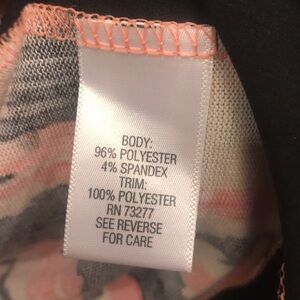 BODY:
96% POLYESTER
4% SPANDEX
TRIM:
100% POLYESTER
RN 73277
SEE REVERSE
FOR CARE